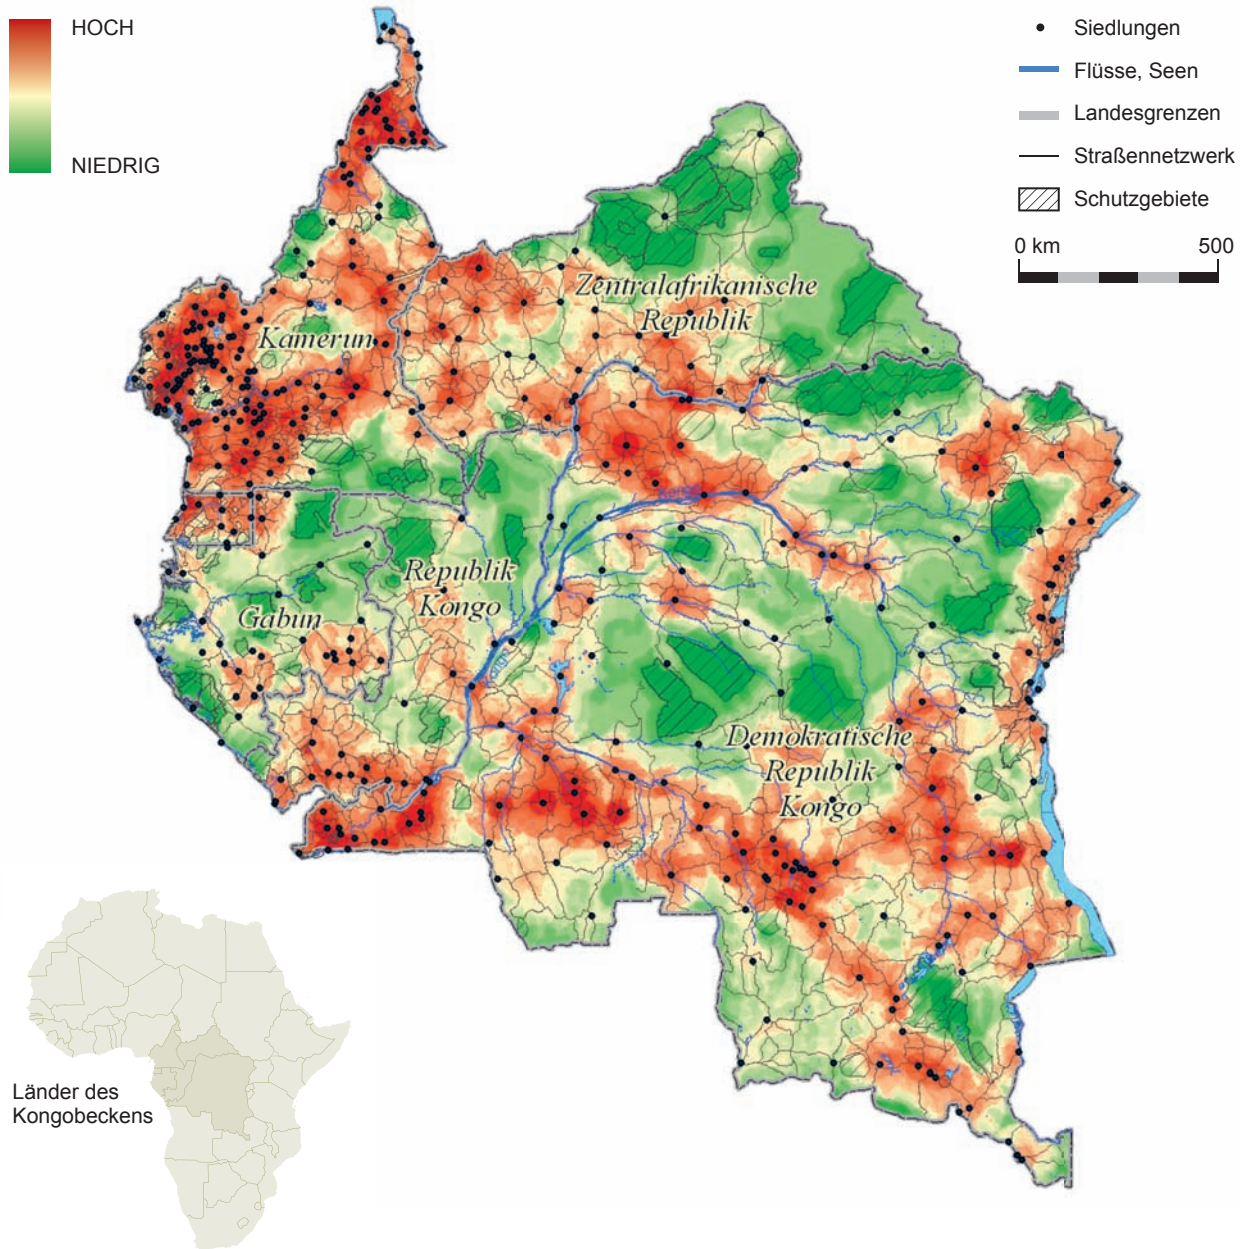 HOCH
NIEDRIG
Siedlungen
Flüsse, Seen
Landesgrenzen
Straßennetzwerk
Schutzgebiete
0 km 500
Zentralafrikanische
Republik
Kamerun
Republik
Kongo
Gabun
Demokratische
Republik
Kongo
Länder des
Kongobeckens